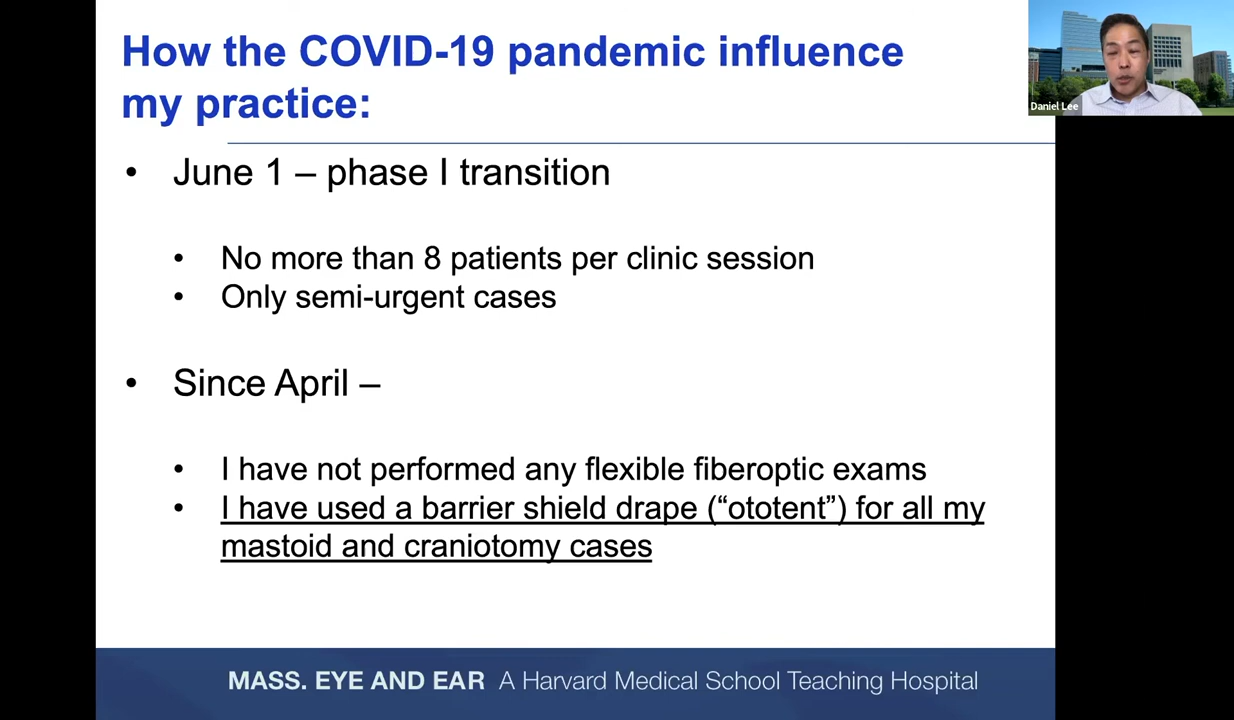 How the COVID-19 pandemic influence
my practice:
Daniel Lee
• June 1 – phase I transition
• No more than 8 patients per clinic session
• Only semi-urgent cases
• Since April –
• I have not performed any flexible fiberoptic exams
• I have used a barrier shield drape (“ototent”) for all my
mastoid and craniotomy cases
MASS. EYE AND EAR A Harvard Medical School Teaching Hospital